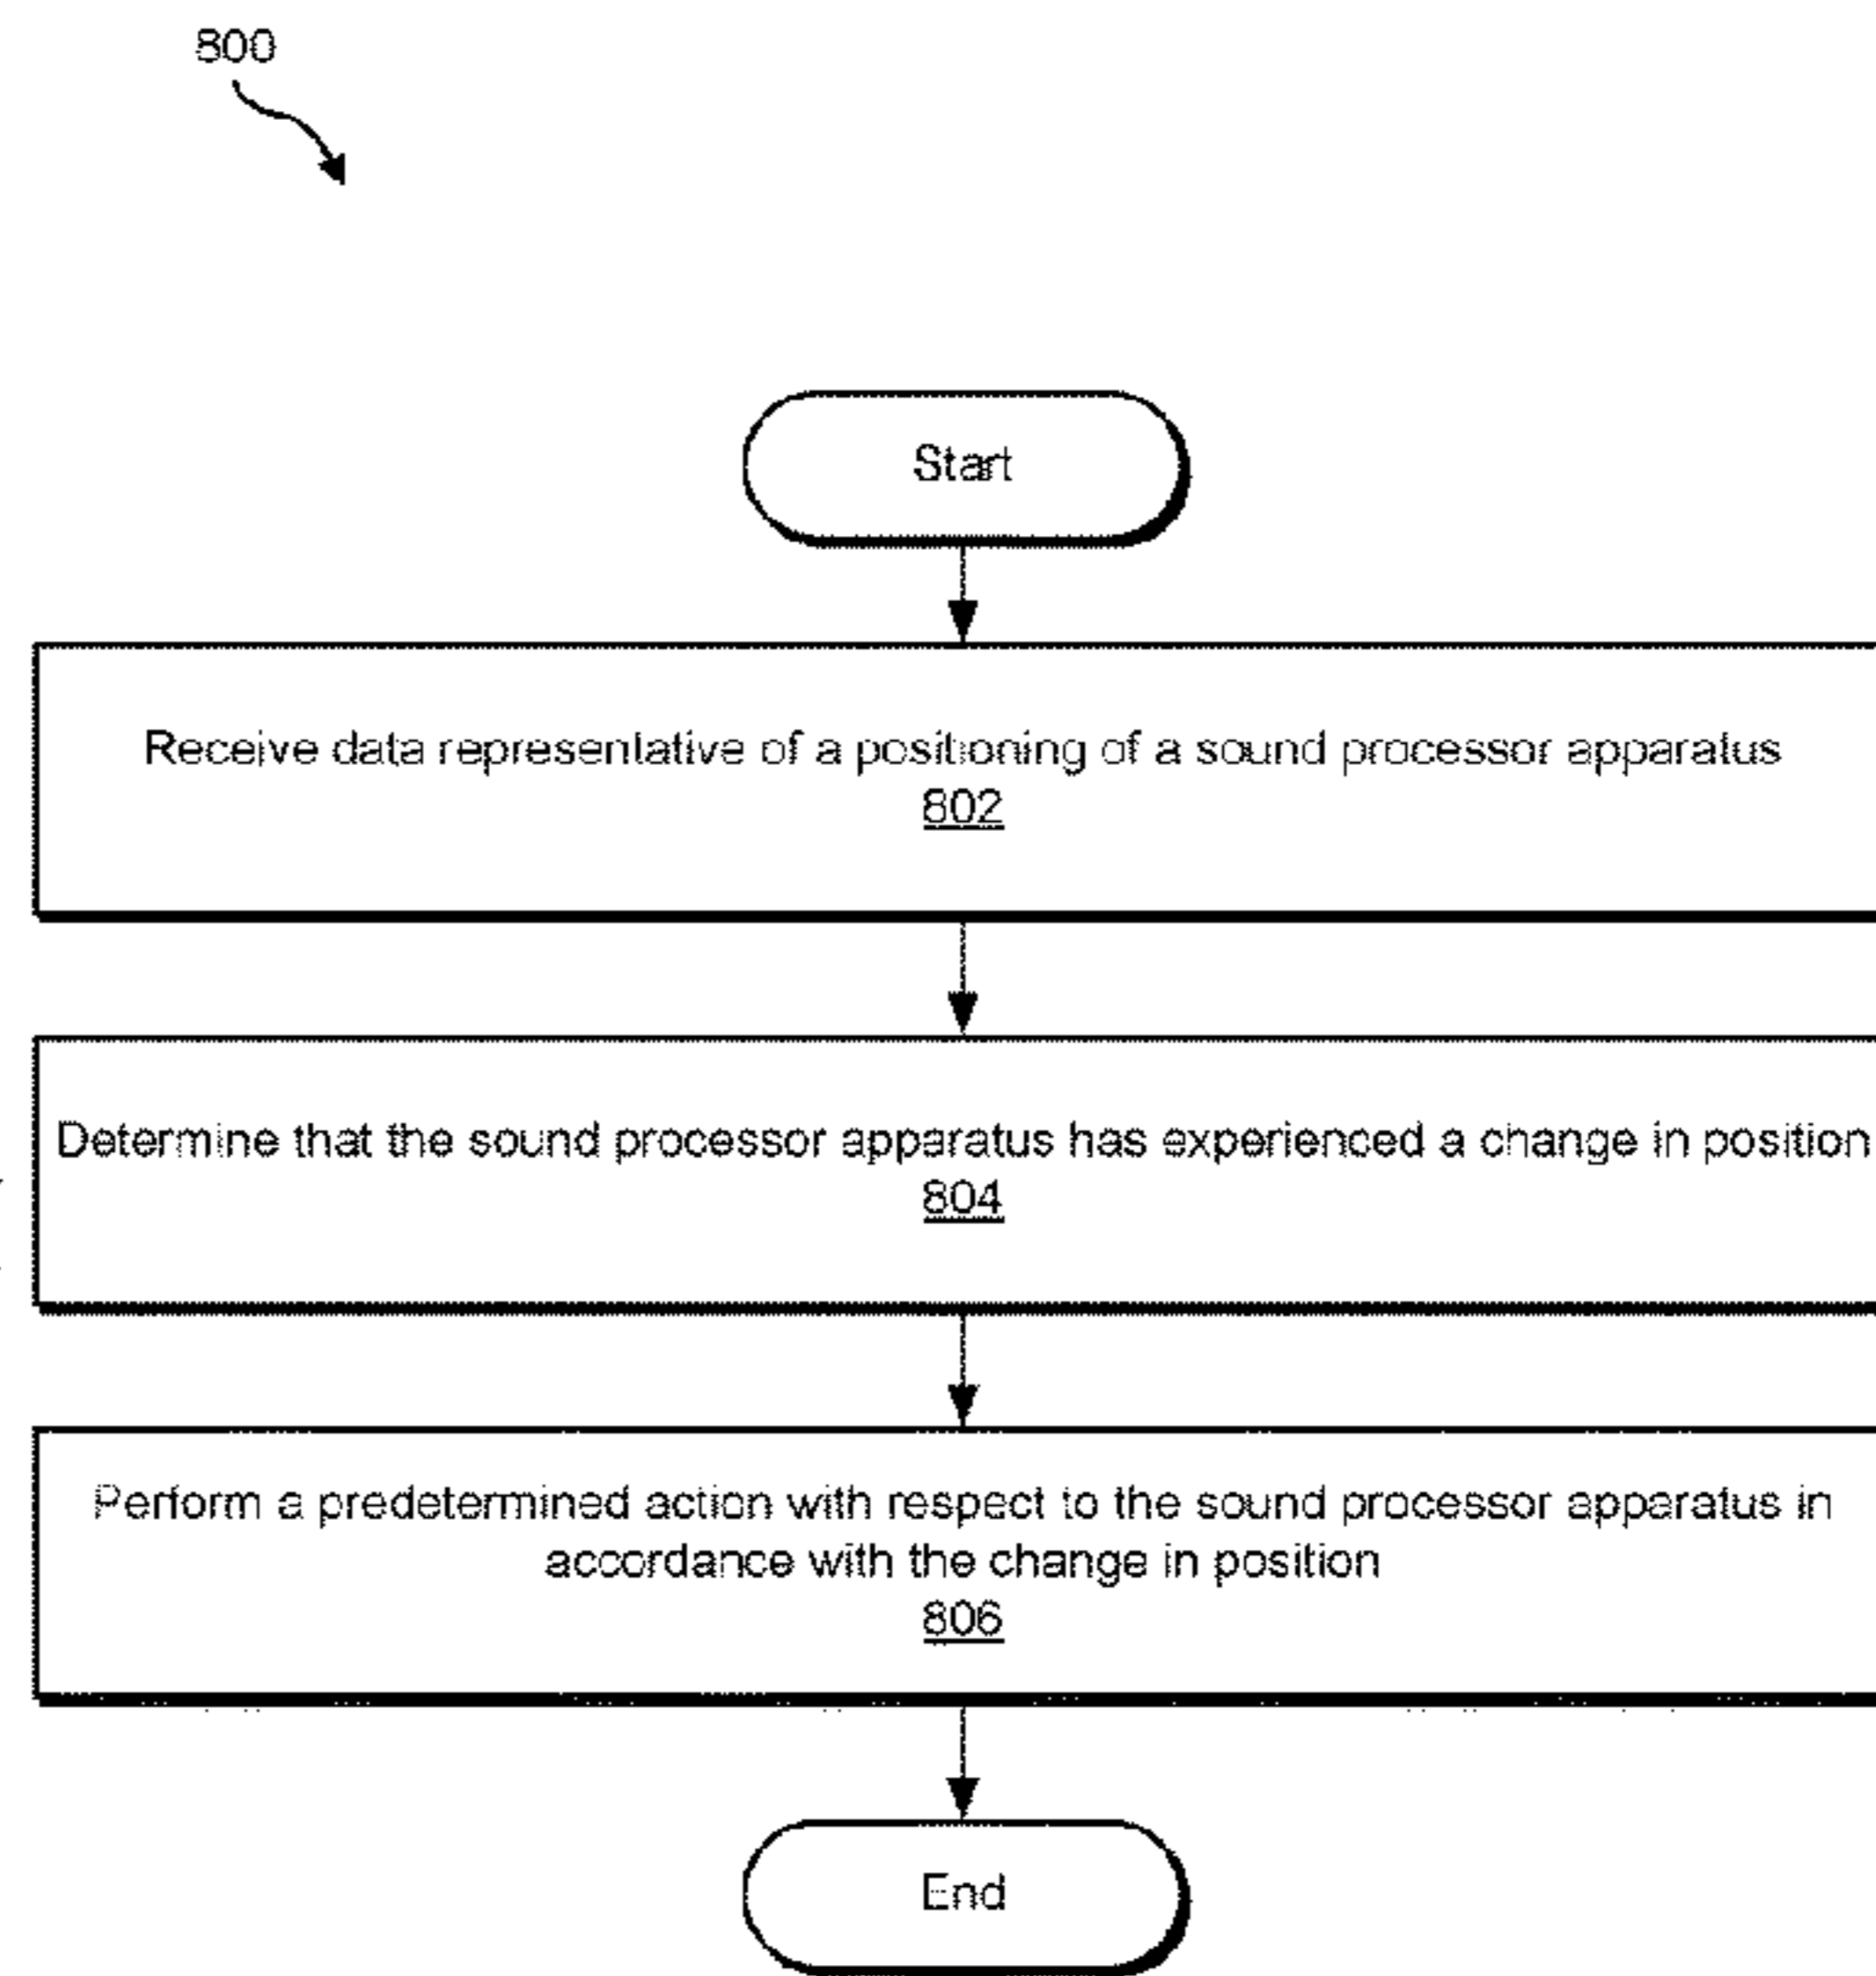 800
Start
Receive data representative of a positioning of a sound processor apparatus
802
Determine that the sound processor apparatus has experienced a change in position
804
Perform a predetermined action with respect to the sound processor apparatus in
accordance with the change in position
806
End